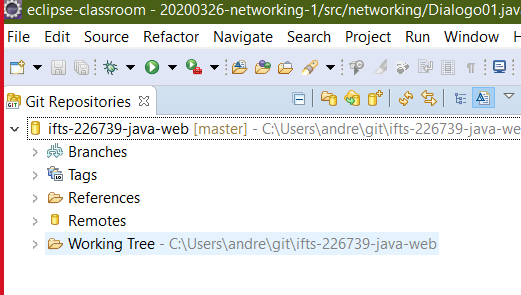 eclipse-classroom - 20200326-networking-1/src/networking/Dialogo01.jav
File Edit Source Refactor Navigate Search Project Run Window H
Git Repositories
ifts-226739-java-web [master] - C:\Users\andre\git\ifts-226739-java-we
Branches
Tags
References
Remotes
Working Tree - C:\Users\andre\git\ifts-226739-java-web